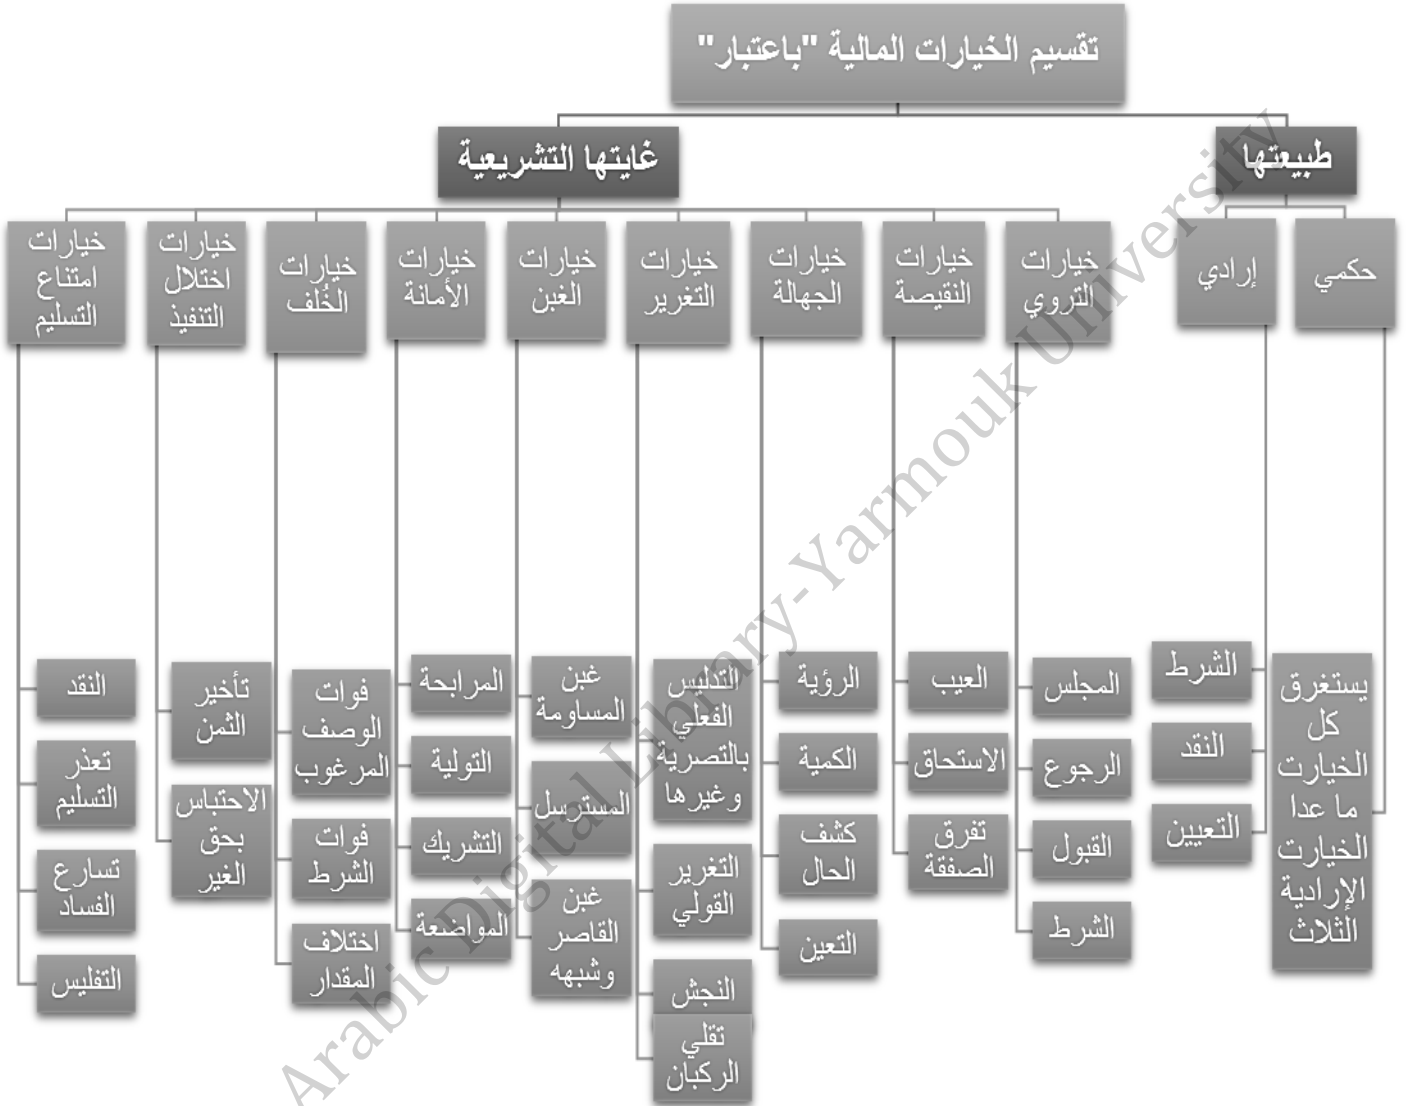 تقسيم الخيارات المالية "باعتبار"
طبيعتها
غايتها التشريعية
حكمي
إرادي
خيارات
التروي
خيارات
النقيصة
خيارات
الجهالة
خيارات
التغرير
خيارات
الغبن
خيارات
الأمانة
خيارات
الخُلف
خيارات
اختلال
التنفيذ
خيارات
امتناع
التسليم
يستغرق
كل
الخيارت
ما عدا
الخيارت
الإرادية
الثلاث
الشرط
النقد
التعيين
المجلس
الرجوع
القبول
الشرط
العيب
الاستحاق
تفرق
الصفقة
الرؤية
الكمية
كشف
الحال
التعين
التدليس
الفعلي
بالتصرية
وغيرها
التغرير
القولي
النجش
تقلي
الركبان
غبن
المساومة
المسترسل
غبن
القاصر
وشبهه
المرابحة
التولية
التشريك
المواضعة
فوات
الوصف
المرغوب
فوات
الشرط
اختلاف
المقدار
تأخير
الثمن
الاحتباس
بحق
الغير
النقد
تعذر
التسليم
تسارع
الفساد
التفليس
Arabic Digital Library-Yarmouk University